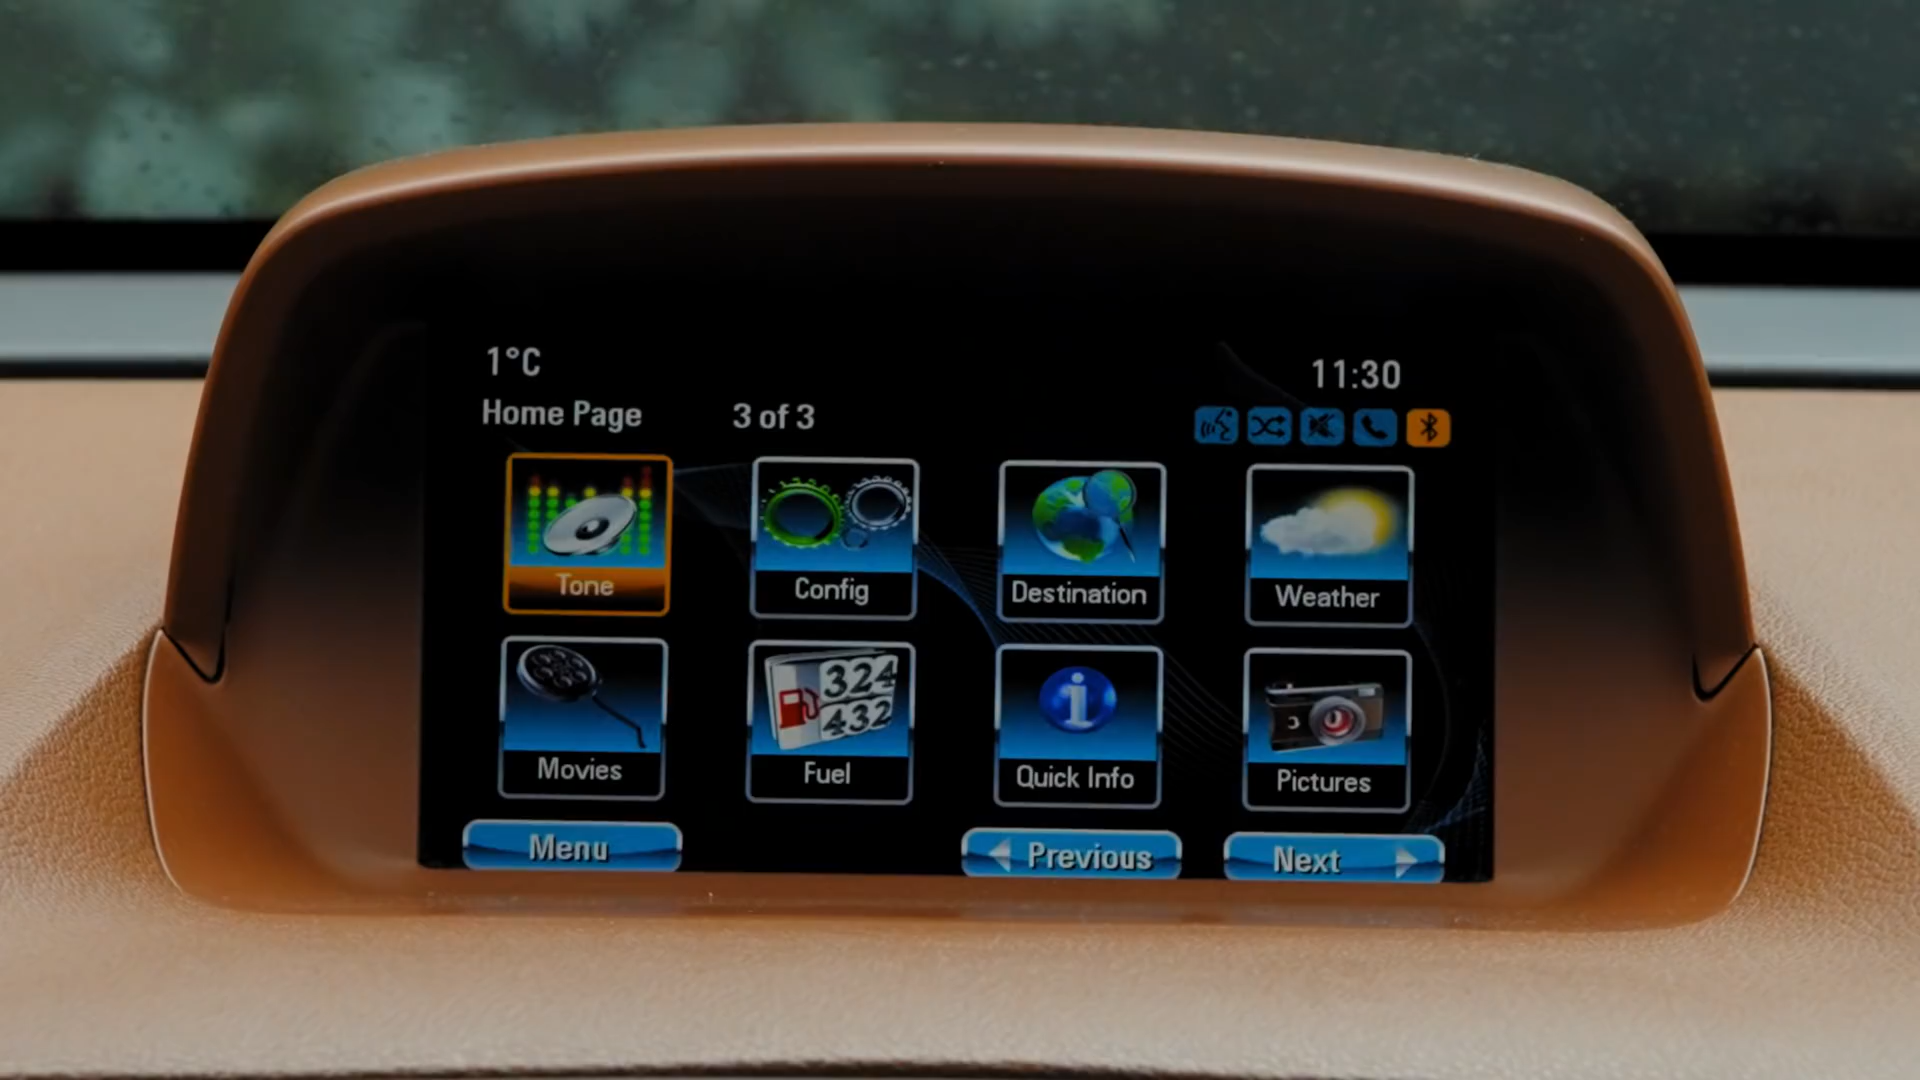 1°C
11:30
Home Page 3 of 3
Tone
Config
Destination
Weather
324
432
Movies
Fuel
Quick Info
Pictures
Menu
Previous
Next